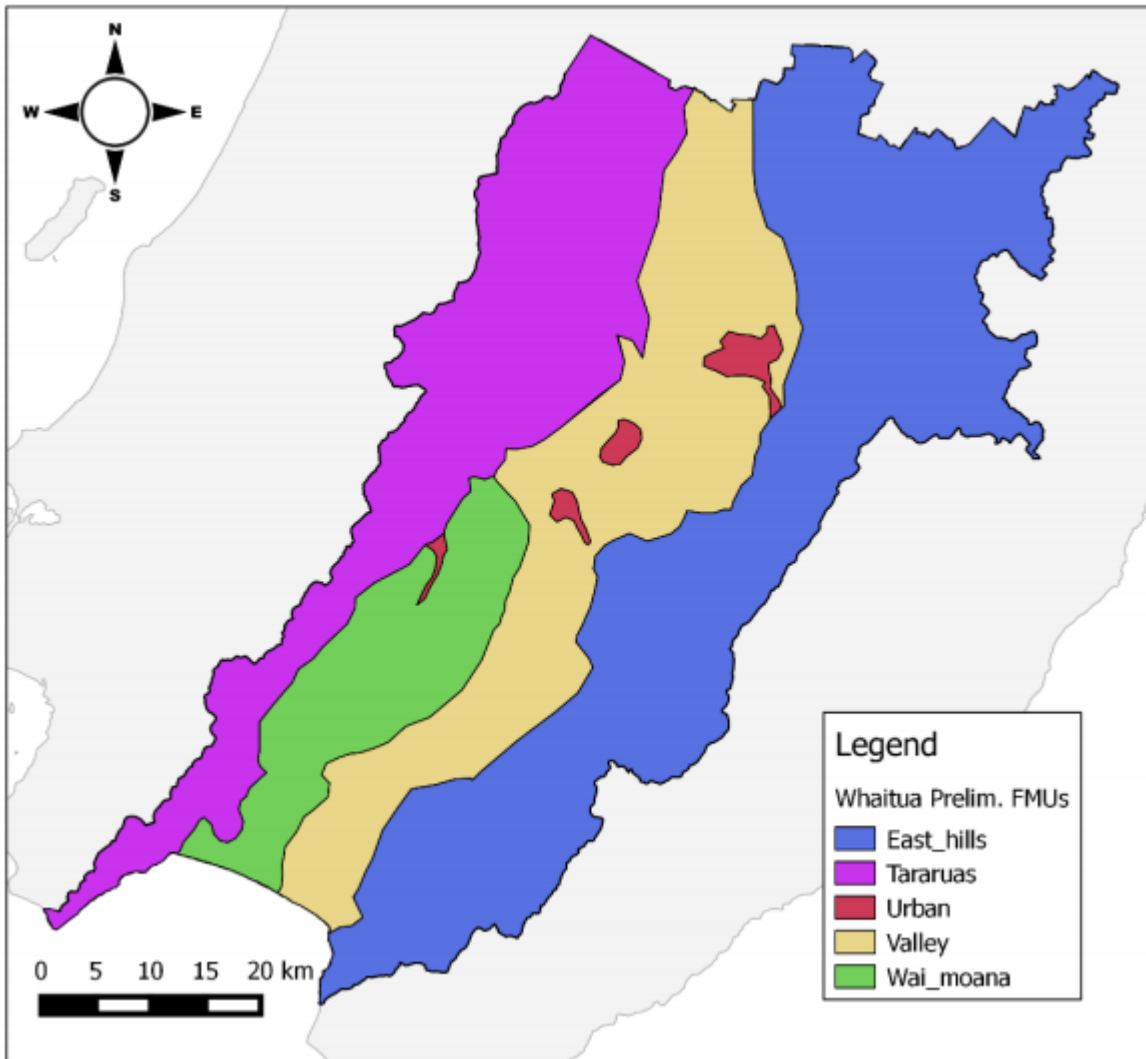 N
W E
S
Legend
Whaitua Prelim. FMUs
East_hills
Tararuas
Urban
Valley
Wai_moana
0 5 10 15 20 km